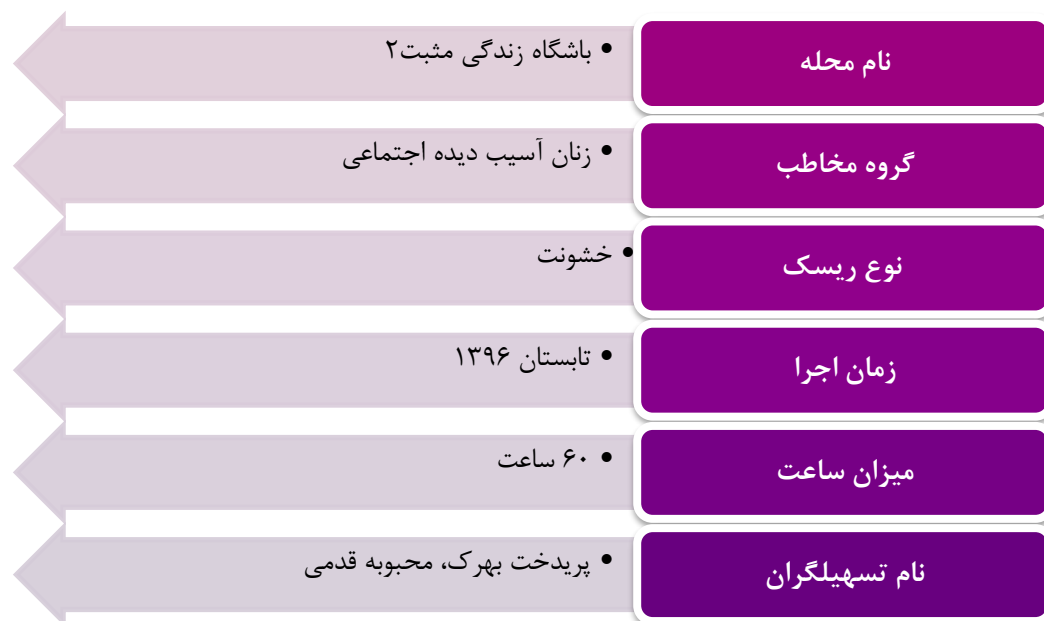 نام محله
• باشگاه زندگی مثبت۲
گروه مخاطب
• زنان آسیب دیده اجتماعی
نوع ریسک
• خشونت
زمان اجرا
• تابستان ۱۳۹۶
میزان ساعت
• ۶۰ ساعت
نام تسهیلگران
• پریدخت بهرک، محبوبه قدمی